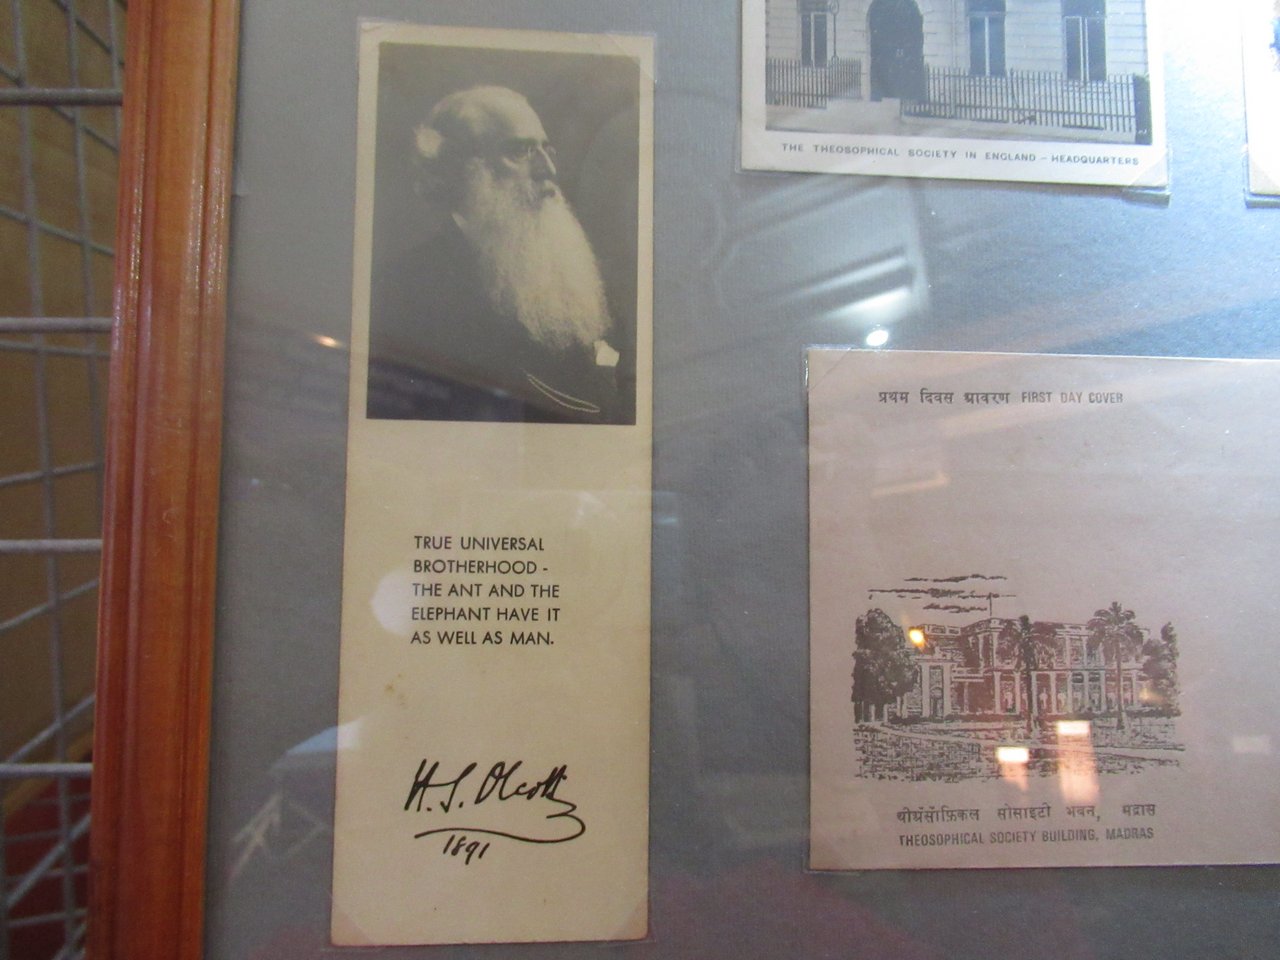 THE THEOSOPHICAL SOCIETY IN ENGLAND – HEADQUARTERS
TRUE UNIVERSAL
BROTHERHOOD -
THE ANT AND THE
ELEPHANT HAVE IT
AS WELL AS MAN.
H. S. Olcott
1891
प्रथम दिवस आवरण FIRST DAY COVER
थीऑसॉफ़िकल सोसाइटी भवन, मद्रास
THEOSOPHICAL SOCIETY BUILDING, MADRAS